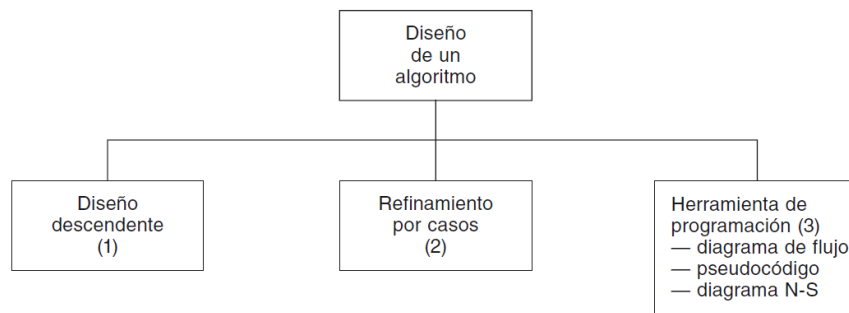 Diseño
de un
algoritmo
Diseño
descendente
(1)
Refinamiento
por casos
(2)
Herramienta de
programación (3)
— diagrama de flujo
— pseudocódigo
— diagrama N-S